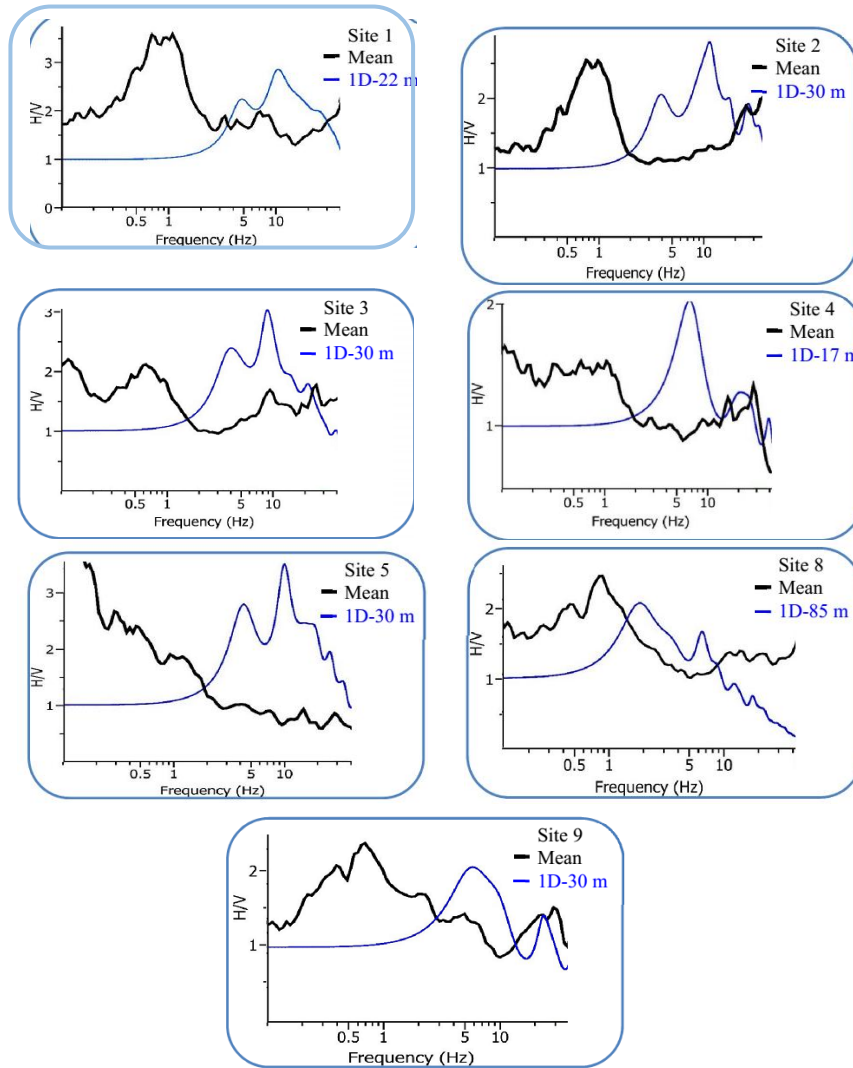 Site 1
Mean
1D-22 m
3
2
1
0
H/V
0.5 1 5 10
Frequency (Hz)
Site 2
Mean
1D-30 m
2
1
H/V
0.5 1 5 10
Frequency (Hz)
Site 3
Mean
1D-30 m
3
2
1
H/V
0.5 1 5 10
Frequency (Hz)
Site 4
Mean
1D-17 m
2
1
H/V
0.5 1 5 10
Frequency (Hz)
Site 5
Mean
1D-30 m
3
2
1
H/V
0.5 1 5 10
Frequency (Hz)
Site 8
Mean
1D-85 m
2
1
H/V
0.5 1 5 10
Frequency (Hz)
Site 9
Mean
1D-30 m
2
1
H/V
0.5 1 5 10
Frequency (Hz)